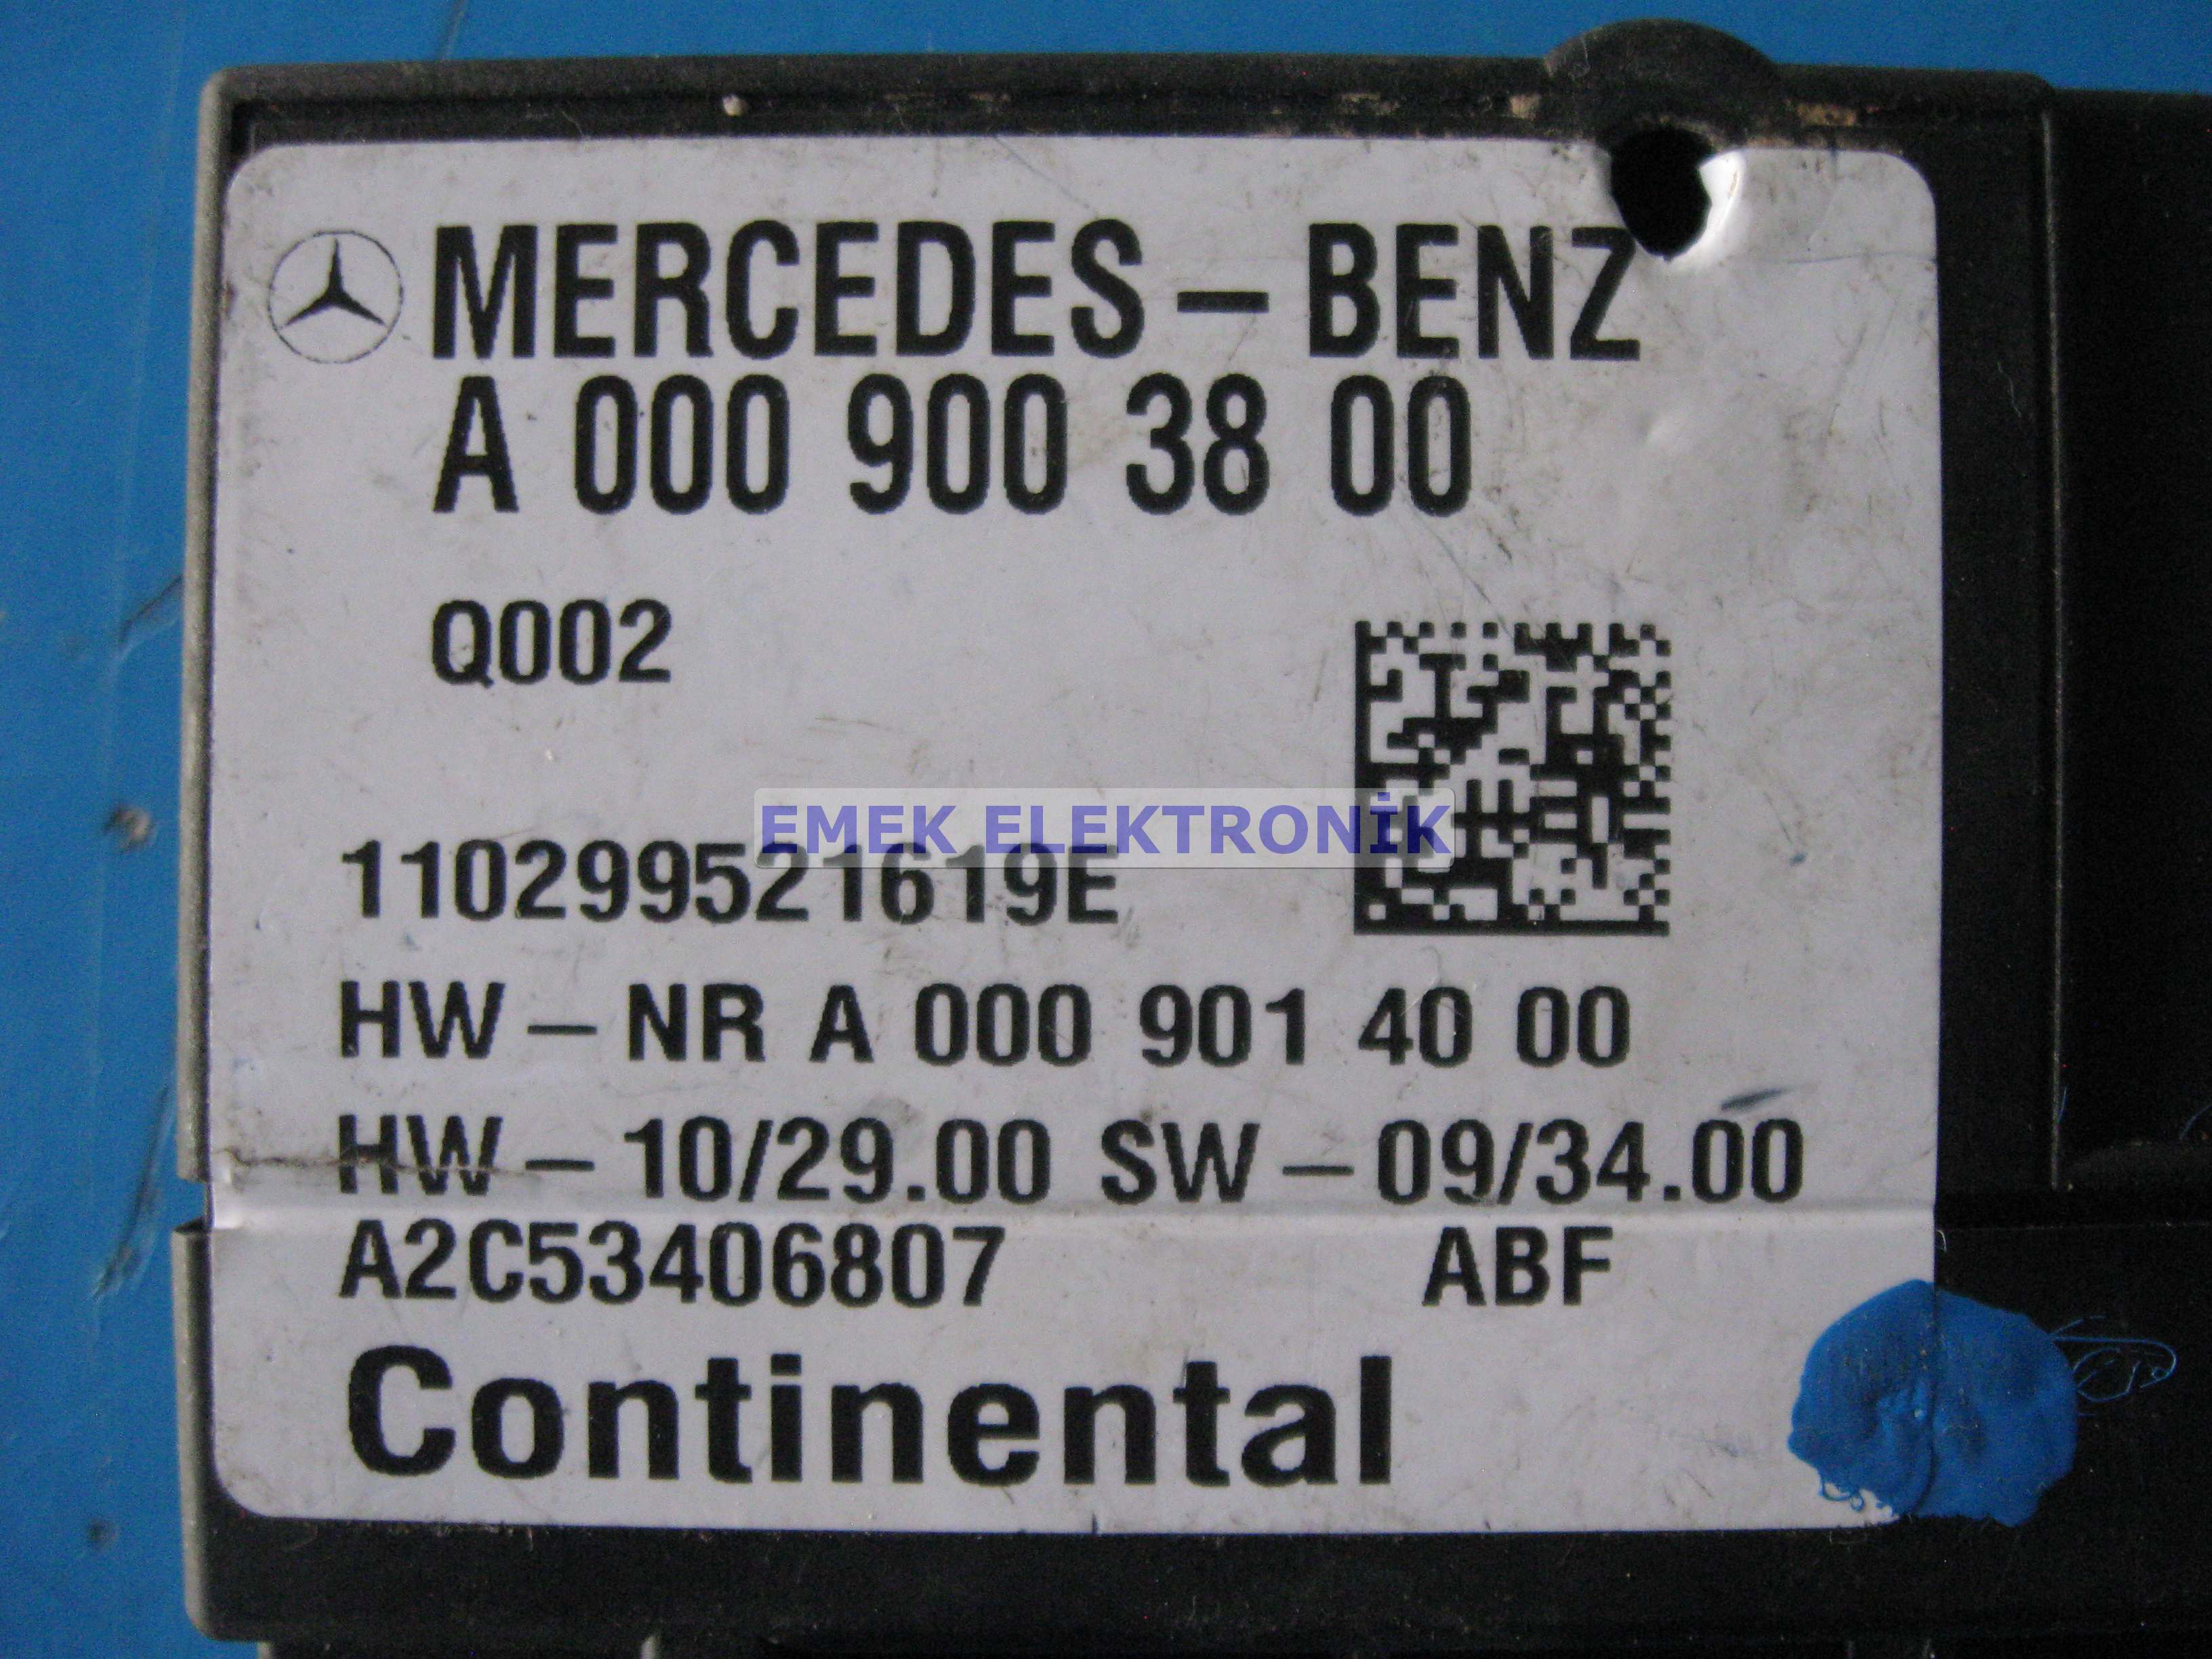 MERCEDES – BENZ
A 000 900 38 00
Q002
EMEK ELEKTRONİK
110299521619E
HW – NR A 000 901 40 00
HW – 10/29.00 SW – 09/34.00
A2C53406807 ABF
Continental